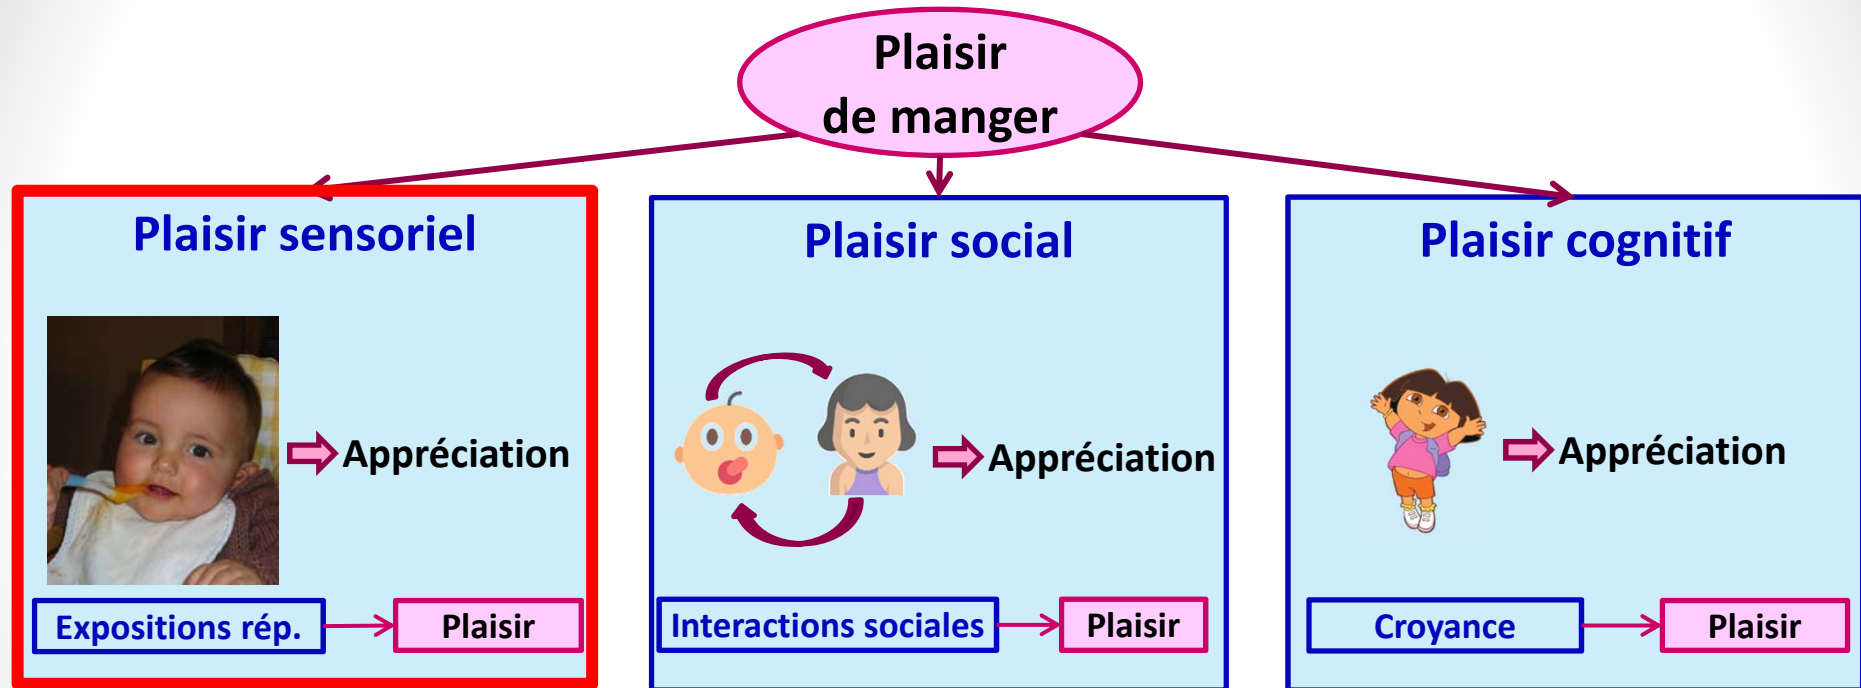 Plaisir
de manger
Plaisir sensoriel
Appréciation
Expositions rép.
Plaisir
Plaisir social
Appréciation
Interactions sociales
Plaisir
Plaisir cognitif
Appréciation
Croyance
Plaisir